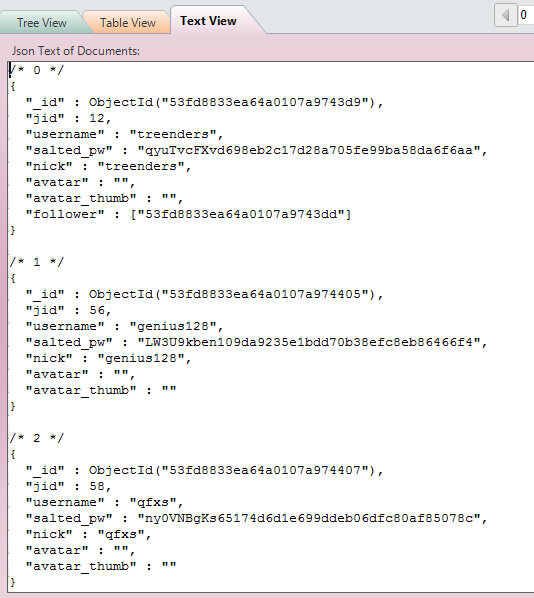 Tree View
Table View
Text View
0
Json Text of Documents:
/* 0 */
{
  "_id" : ObjectId("53fd8833ea64a0107a9743d9"),
  "jid" : 12,
  "username" : "treenders",
  "salted_pw" : "qyuTvcFXvd698eb2c17d28a705fe99ba58da6f6aa",
  "nick" : "treenders",
  "avatar" : "",
  "avatar_thumb" : "",
  "follower" : ["53fd8833ea64a0107a9743dd"]
}
/* 1 */
{
  "_id" : ObjectId("53fd8833ea64a0107a974405"),
  "jid" : 56,
  "username" : "genius128",
  "salted_pw" : "LW3U9kben109da9235e1bdd70b38efc8eb86466f4",
  "nick" : "genius128",
  "avatar" : "",
  "avatar_thumb" : ""
}
/* 2 */
{
  "_id" : ObjectId("53fd8833ea64a0107a974407"),
  "jid" : 58,
  "username" : "qfxs",
  "salted_pw" : "ny0VNBgKs65174d6d1e699ddeb06dfc80af85078c",
  "nick" : "qfxs",
  "avatar" : "",
  "avatar_thumb" : ""
}